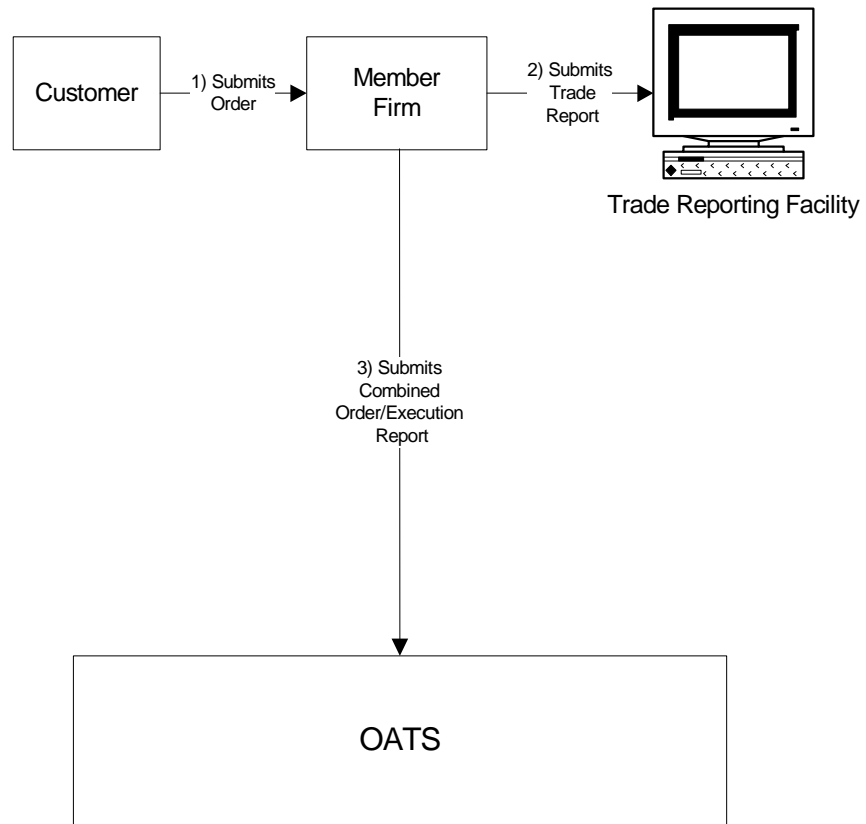 Customer
1) Submits
Order
Member
Firm
2) Submits
Trade
Report
Trade Reporting Facility
3) Submits
Combined
Order/Execution
Report
OATS